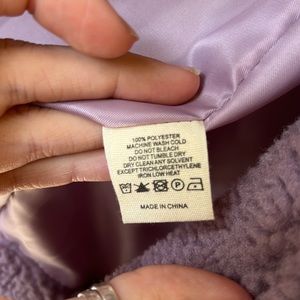 100% POLYESTER
MACHINE WASH COLD
DO NOT BLEACH
DO NOT TUMBLE DRY
DRY CLEAN ANY SOLVENT
EXCEPT TRICHLORCETHYLENE
IRON LOW HEAT
P
MADE IN CHINA